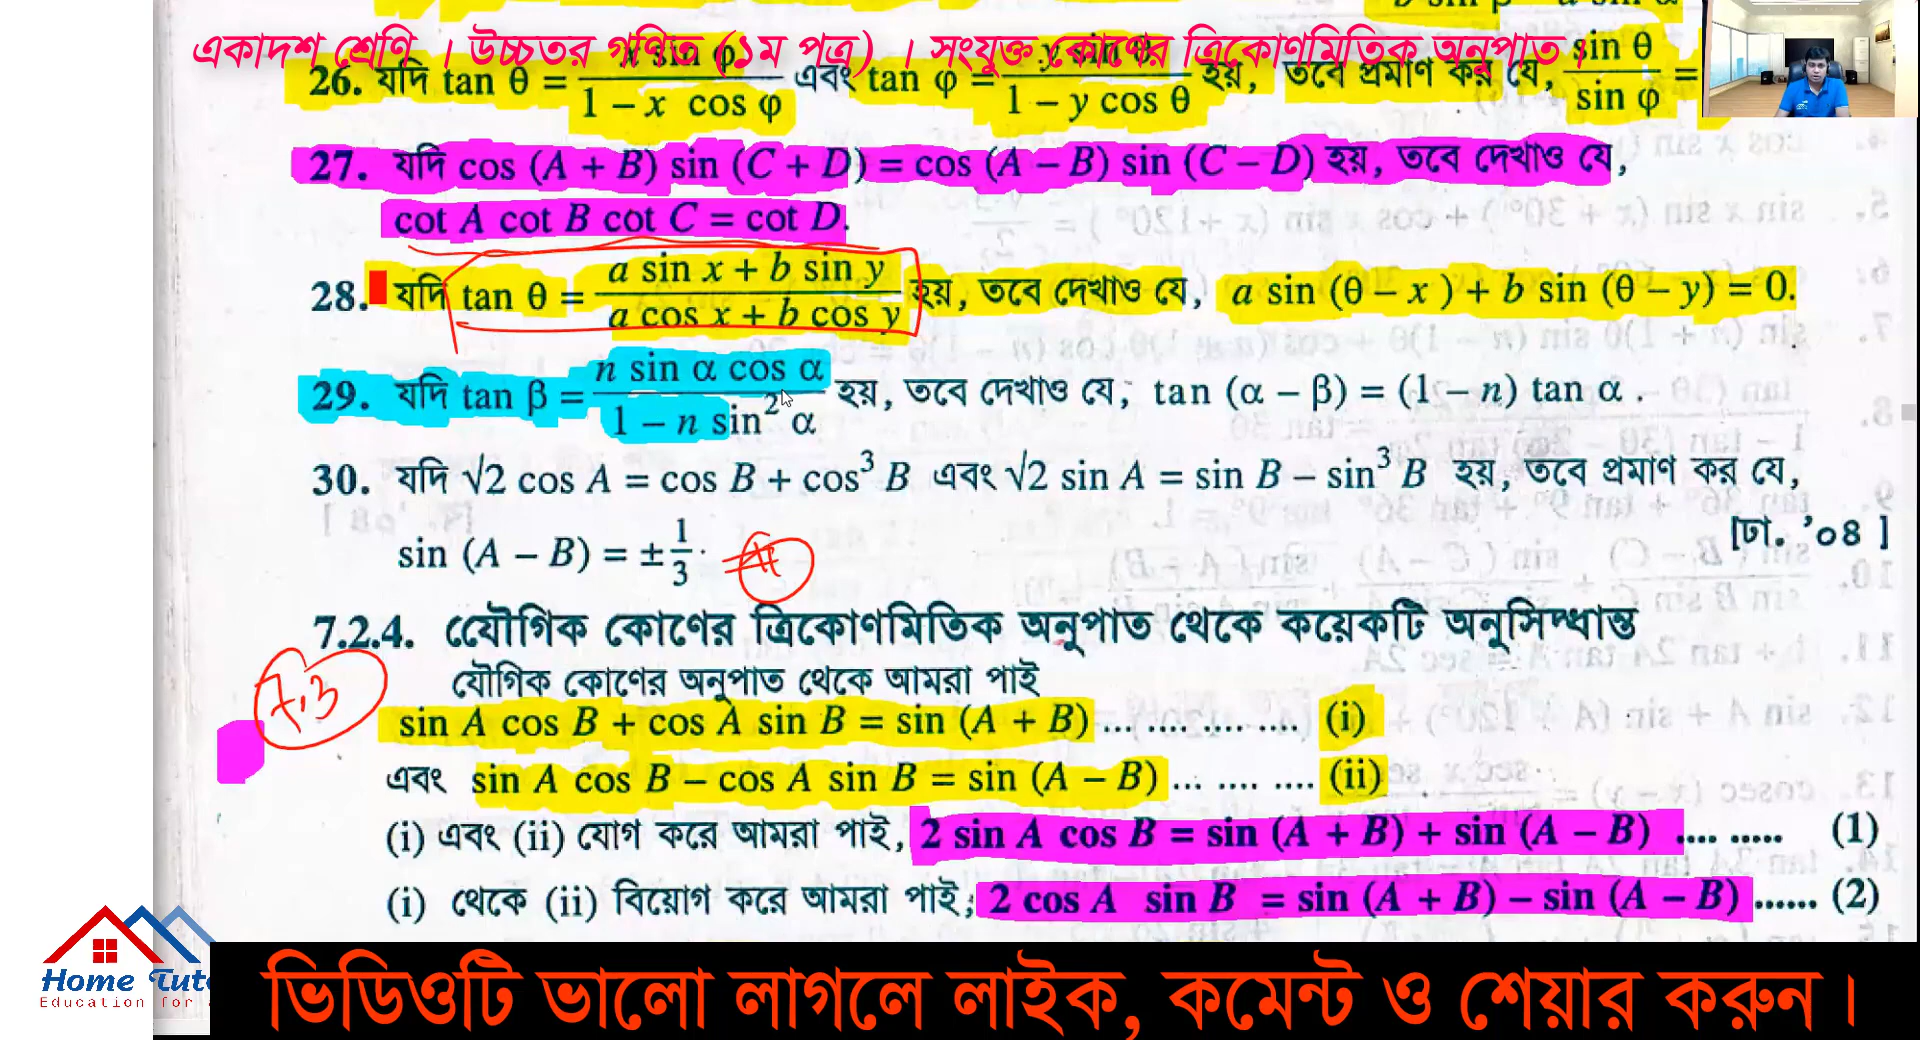 একাদশ শ্রেণি । উচ্চতর গণিত (১ম পত্র) । সংযুক্ত কোণের ত্রিকোণমিতিক অনুপাত ।
26. যদি tan θ = x sin φ / 1 – x cos φ এবং tan φ = y sin θ / 1 – y cos θ হয়, তবে প্রমাণ কর যে, sin θ / sin φ =
27. যদি cos (A + B) sin (C + D) = cos (A – B) sin (C – D) হয়, তবে দেখাও যে,
cot A cot B cot C = cot D.
28. যদি tan θ = a sin x + b sin y / a cos x + b cos y হয়, তবে দেখাও যে, a sin (θ – x ) + b sin (θ – y) = 0.
29. যদি tan β = n sin α cos α / 1 – n sin² α হয়, তবে দেখাও যে, tan (α – β) = (1 – n) tan α .
30. যদি √2 cos A = cos B + cos³ B এবং √2 sin A = sin B – sin³ B হয়, তবে প্রমাণ কর যে,
sin (A – B) = ± 1/3 .
[ঢা. '০৪ ]
7.2.4. যৌগিক কোণের ত্রিকোণমিতিক অনুপাত থেকে কয়েকটি অনুসিদ্ধান্ত
7.3
যৌগিক কোণের অনুপাত থেকে আমরা পাই
sin A cos B + cos A sin B = sin (A + B) ... .... .... .... (i)
এবং sin A cos B – cos A sin B = sin (A – B) ... .... .... (ii)
(i) এবং (ii) যোগ করে আমরা পাই, 2 sin A cos B = sin (A + B) + sin (A – B) .... ..... (1)
(i) থেকে (ii) বিয়োগ করে আমরা পাই, 2 cos A sin B = sin (A + B) – sin (A – B) ...... (2)
Home Tut
Education for
ভিডিওটি ভালো লাগলে লাইক, কমেন্ট ও শেয়ার করুন ।